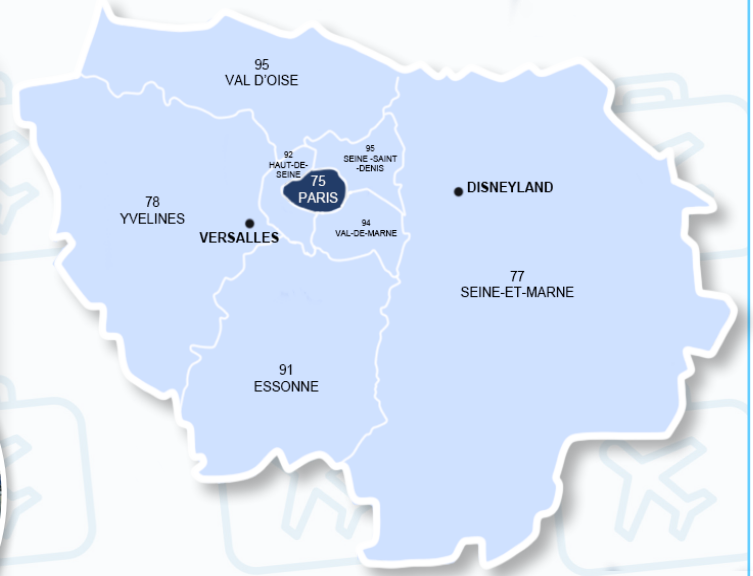 95
VAL D'OISE
92
HAUT-DE-
SEINE
95
SEINE -SAINT
-DENIS
75
PARIS
DISNEYLAND
78
YVELINES
94
VAL-DE-MARNE
VERSALLES
77
SEINE-ET-MARNE
91
ESSONNE